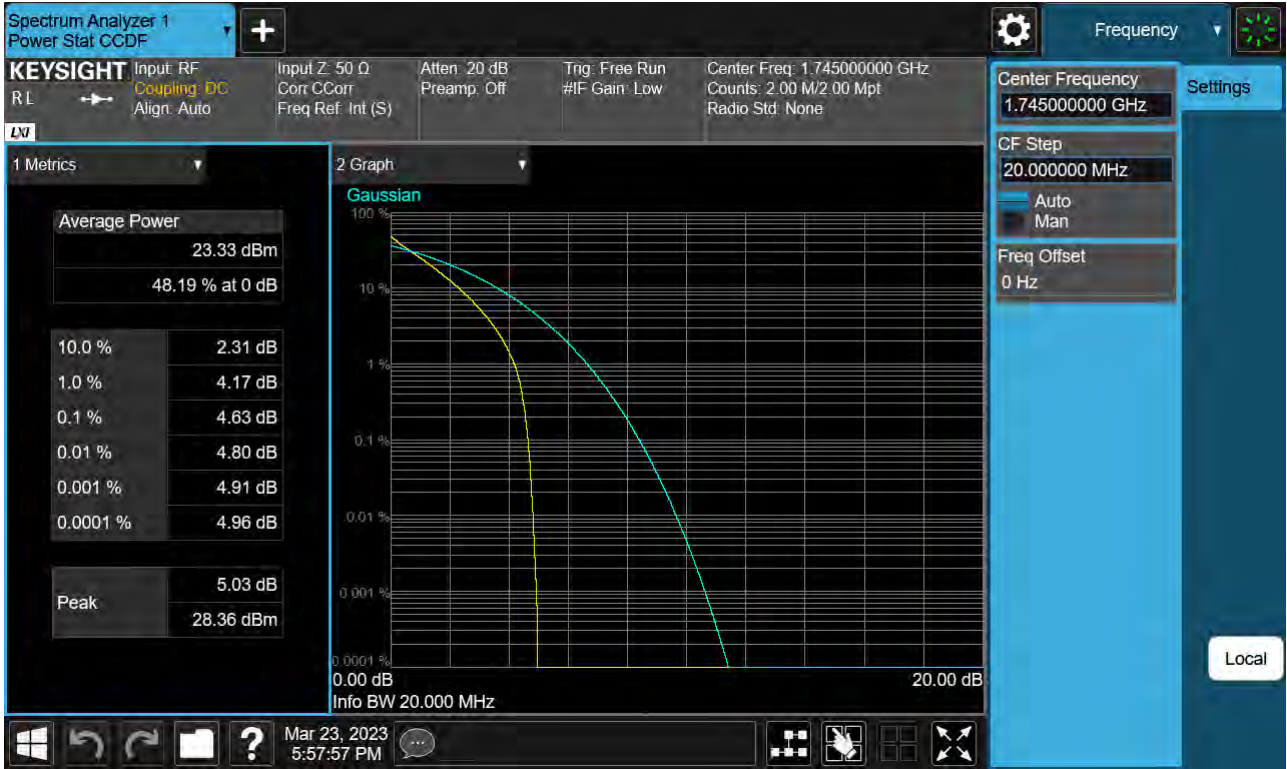 Spectrum Analyzer 1
Power Stat CCDF
+
Frequency
KEYSIGHT
R L
LXI
Input: RF
Coupling: DC
Align: Auto
Input Z: 50 Ω
Corr CCorr
Freq Ref: Int (S)
Atten: 20 dB
Preamp: Off
Trig: Free Run
#IF Gain: Low
Center Freq: 1.745000000 GHz
Counts: 2.00 M/2.00 Mpt
Radio Std: None
Center Frequency
1.745000000 GHz
Settings
CF Step
20.000000 MHz
Auto
Man
Freq Offset
0 Hz
1 Metrics
Average Power
23.33 dBm
48.19 % at 0 dB
10.0 % 2.31 dB
1.0 % 4.17 dB
0.1 % 4.63 dB
0.01 % 4.80 dB
0.001 % 4.91 dB
0.0001 % 4.96 dB
Peak
5.03 dB
28.36 dBm
2 Graph
Gaussian
100 %
10 %
1 %
0.1 %
0.01 %
0.001 %
0.0001 %
0.00 dB 20.00 dB
Info BW 20.000 MHz
Local
?
Mar 23, 2023
5:57:57 PM